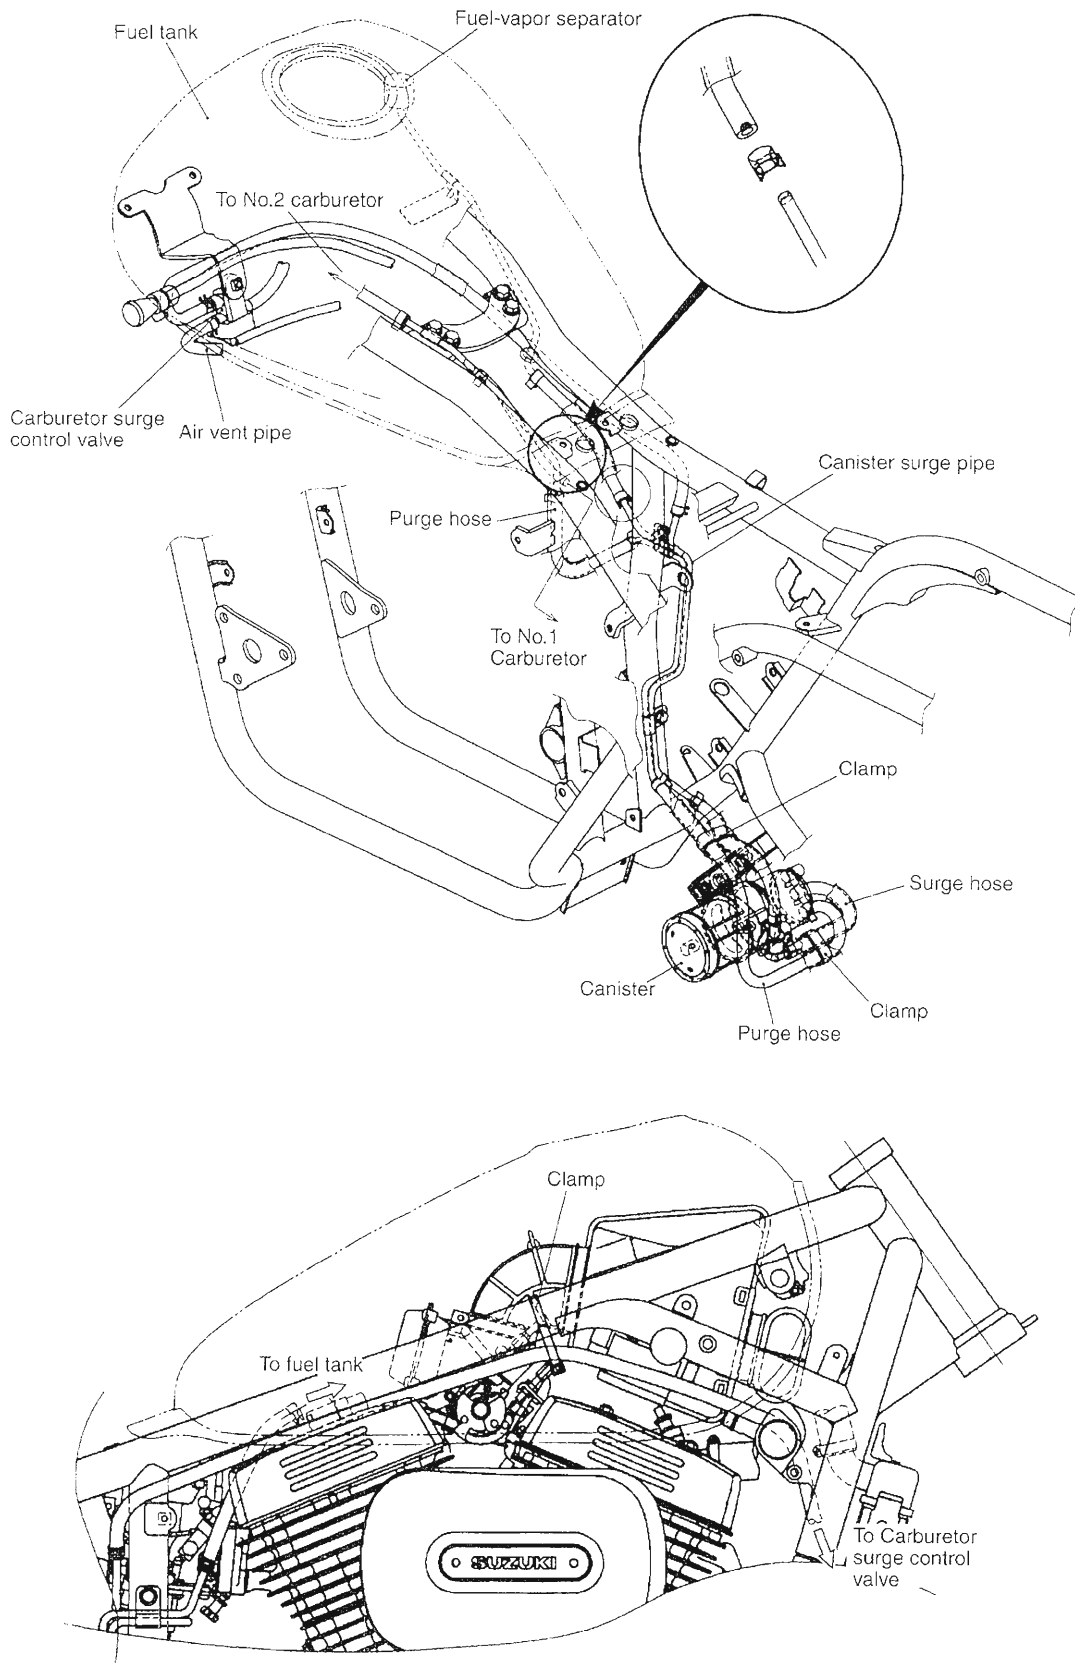 Fuel-vapor separator
Fuel tank
To No.2 carburetor
Carburetor surge
control valve
Air vent pipe
Canister surge pipe
Purge hose
To No.1
Carburetor
Clamp
Surge hose
Canister
Clamp
Purge hose
Clamp
To fuel tank
To Carburetor
surge control
valve
SUZUKI